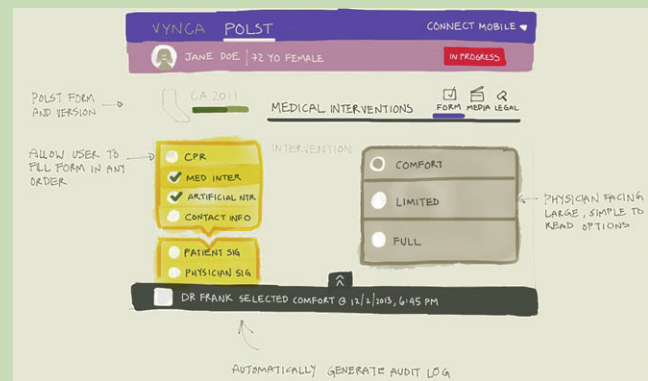 VYNCA POLST CONNECT MOBILE
JANE DOE | 72 YO FEMALE IN PROGRESS
POLST FORM
AND VERSION
CA 2011
MEDICAL INTERVENTIONS
FORM MEDIA LEGAL
ALLOW USER TO
FILL FORM IN ANY
ORDER
CPR
MED INTER
ARTIFICIAL NTR
CONTACT INFO
PATIENT SIG
PHYSICIAN SIG
INTERVENTION
COMFORT
LIMITED
FULL
PHYSICIAN FACING
LARGE, SIMPLE TO
READ OPTIONS
DR FRANK SELECTED COMFORT @ 12/2/2013, 6:45 PM
AUTOMATICALLY GENERATE AUDIT LOG